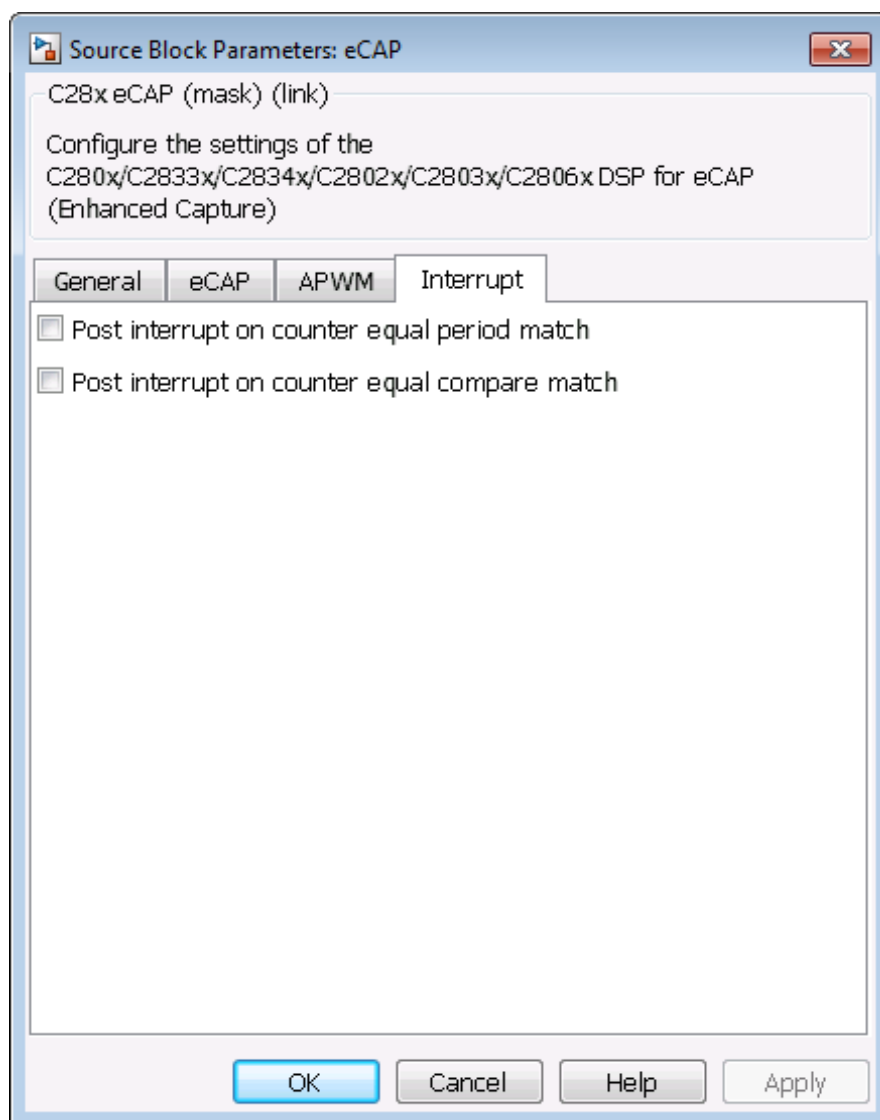 Source Block Parameters: eCAP
C28x eCAP (mask) (link)
Configure the settings of the
C280x/C2833x/C2834x/C2802x/C2803x/C2806x DSP for eCAP
(Enhanced Capture)
General eCAP APWM Interrupt
Post interrupt on counter equal period match
Post interrupt on counter equal compare match
OK Cancel Help Apply